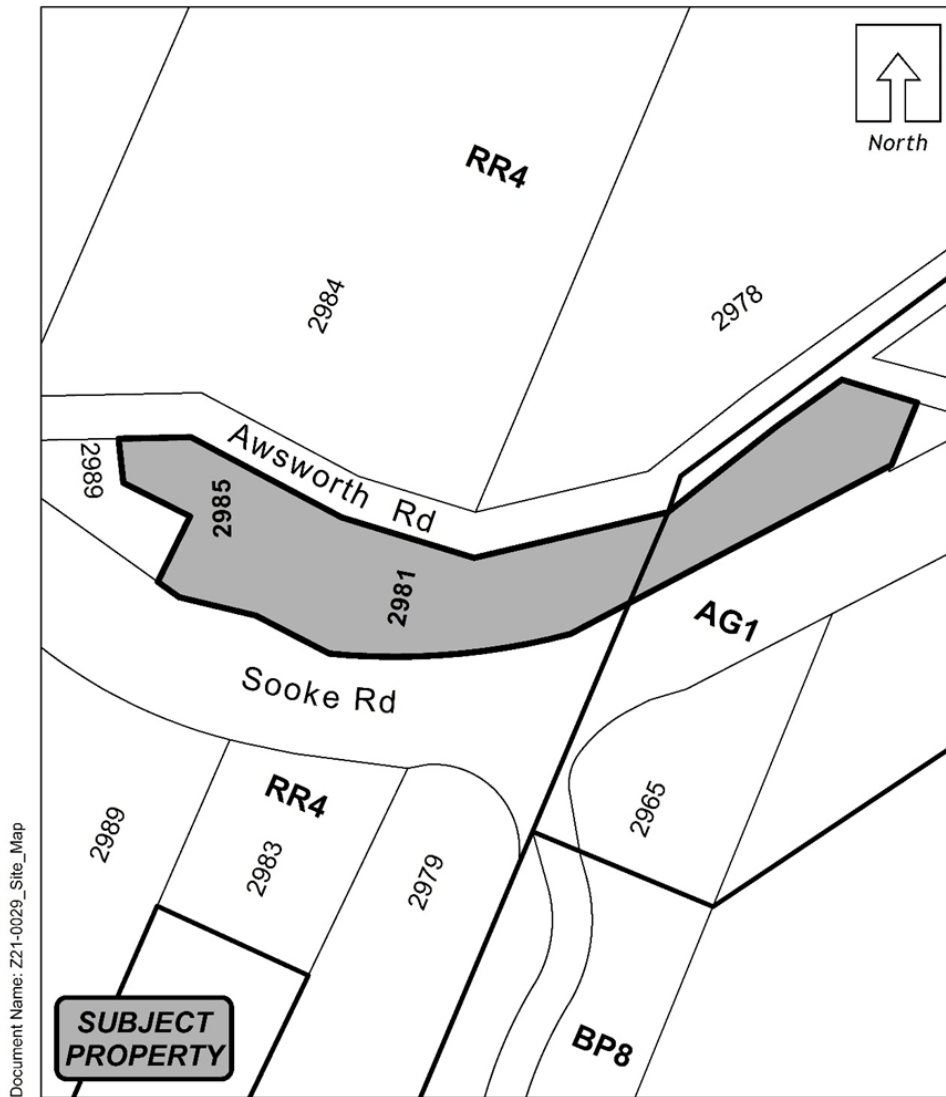 North
RR4
2984
2978
Awsworth Rd
2989
2985
2981
AG1
Sooke Rd
RR4
2989
2983
2979
2965
BP8
SUBJECT
PROPERTY
Document Name: Z21-0029_Site_Map